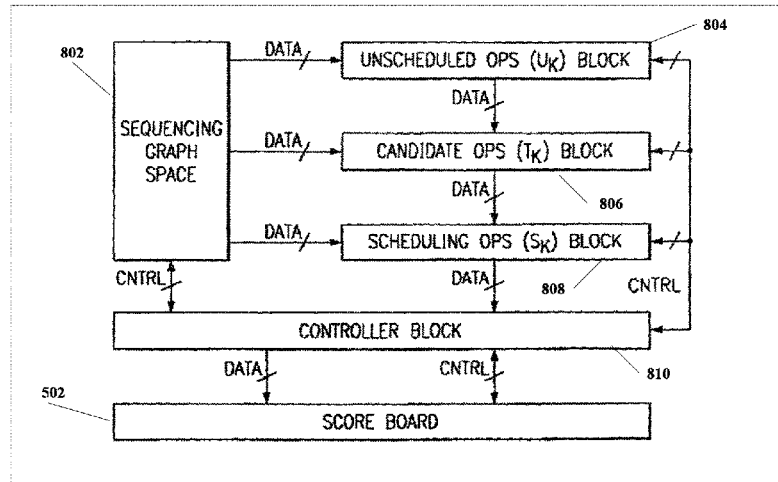 802
804
DATA
UNSCHEDULED OPS (UK) BLOCK
DATA
SEQUENCING
GRAPH
SPACE
DATA
CANDIDATE OPS (TK) BLOCK
DATA
806
DATA
SCHEDULING OPS (SK) BLOCK
CNTRL
DATA
808
CNTRL
CONTROLLER BLOCK
DATA
CNTRL
810
502
SCORE BOARD